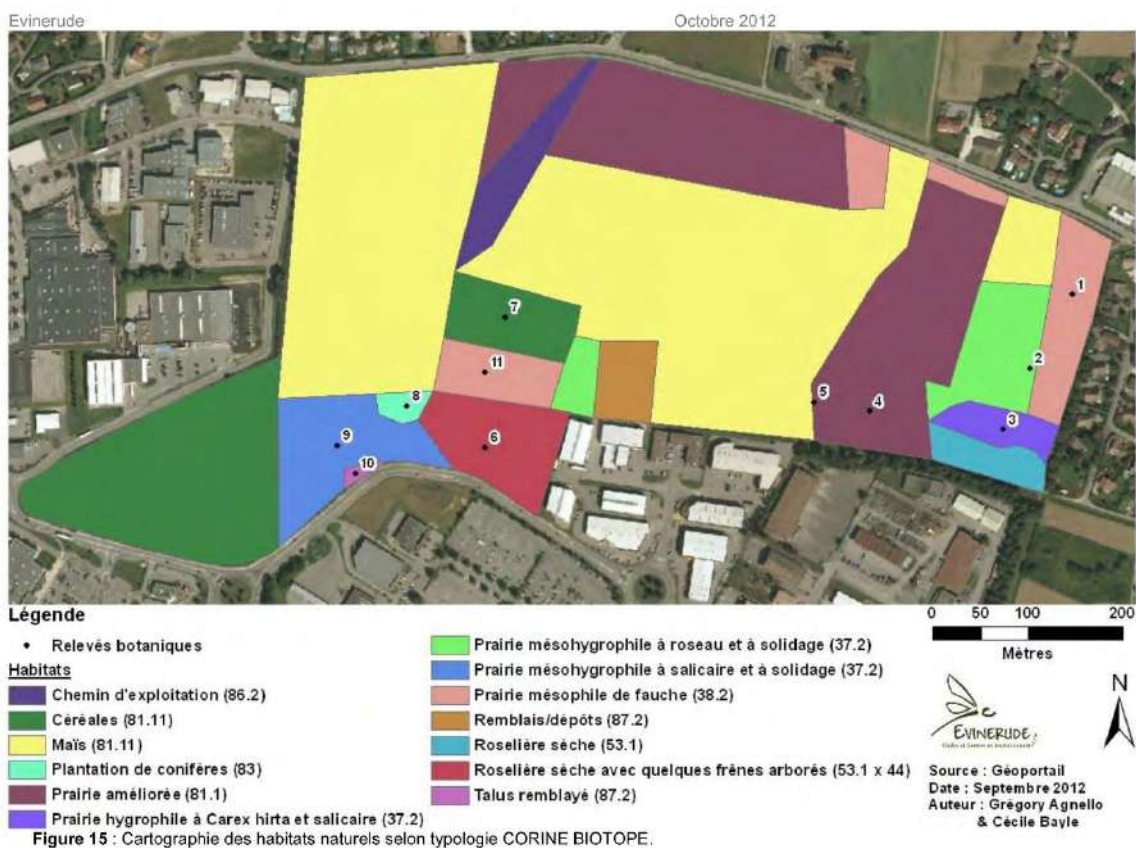 Evinerude
Octobre 2012
1
2
3
4
5
6
7
8
9
10
11
Légende
Relevés botaniques
Habitats
Chemin d'exploitation (86.2)
Céréales (81.11)
Maïs (81.11)
Plantation de conifères (83)
Prairie améliorée (81.1)
Prairie hygrophile à Carex hirta et salicaire (37.2)
Prairie mésohygrophile à roseau et à solidage (37.2)
Prairie mésohygrophile à salicaire et à solidage (37.2)
Prairie mésophile de fauche (38.2)
Remblais/dépôts (87.2)
Roselière sèche (53.1)
Roselière sèche avec quelques frênes arborés (53.1 x 44)
Talus remblayé (87.2)
0 50 100 200
Mètres
N
EVINERUDE
Source : Géoportail
Date : Septembre 2012
Auteur : Grégory Agnello
& Cécile Bayle
Figure 15 : Cartographie des habitats naturels selon typologie CORINE BIOTOPE.